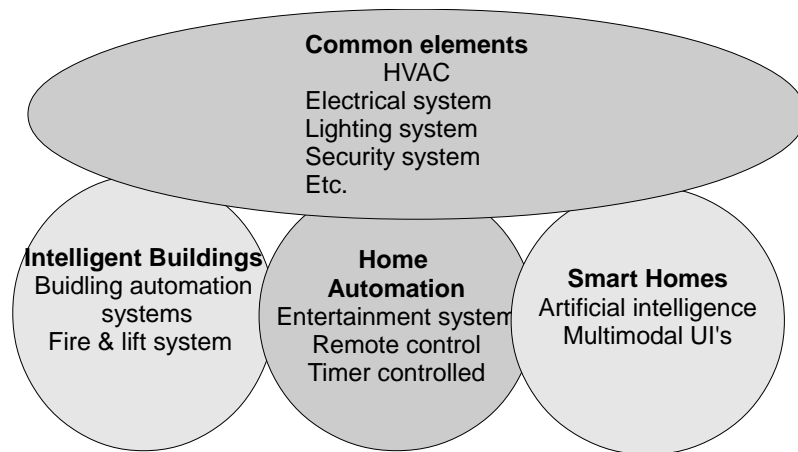 Common elements
HVAC
Electrical system
Lighting system
Security system
Etc.
Intelligent Buildings
Buidling automation
systems
Fire & lift system
Home
Automation
Entertainment system
Remote control
Timer controlled
Smart Homes
Artificial intelligence
Multimodal UI's